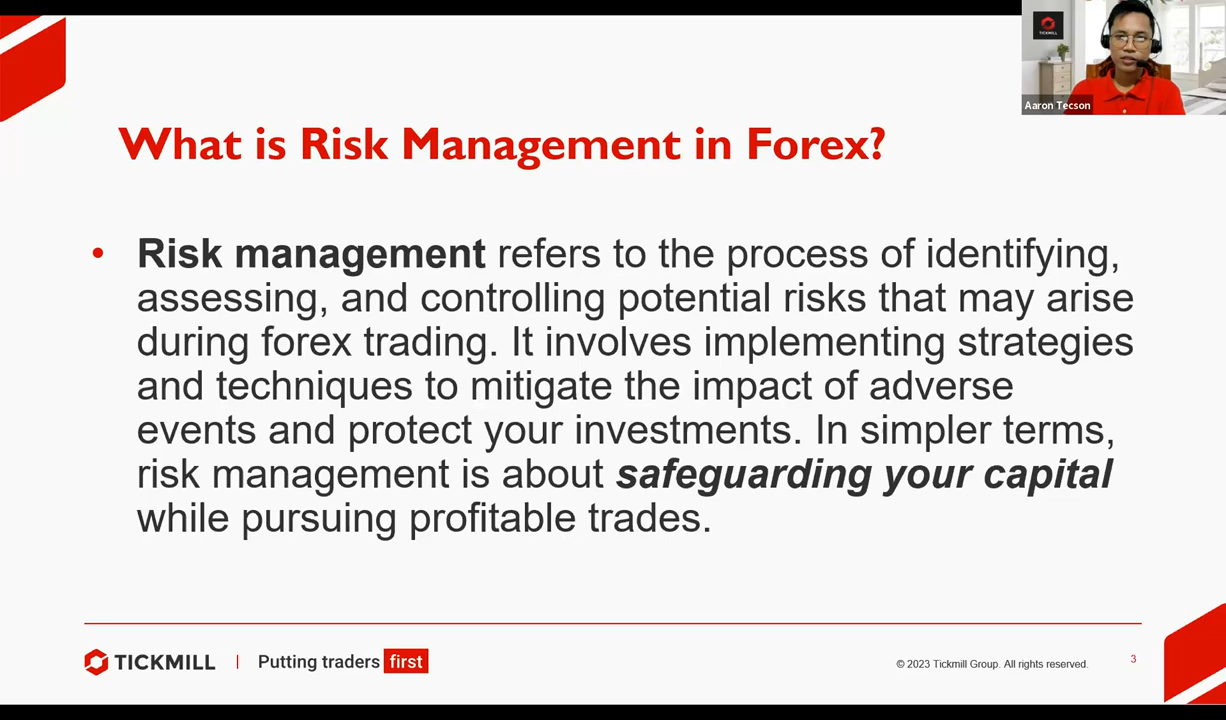 TICKMILL
Aaron Tecson
What is Risk Management in Forex?
• Risk management refers to the process of identifying,
assessing, and controlling potential risks that may arise
during forex trading. It involves implementing strategies
and techniques to mitigate the impact of adverse
events and protect your investments. In simpler terms,
risk management is about safeguarding your capital
while pursuing profitable trades.
TICKMILL | Putting traders first
© 2023 Tickmill Group. All rights reserved.
3